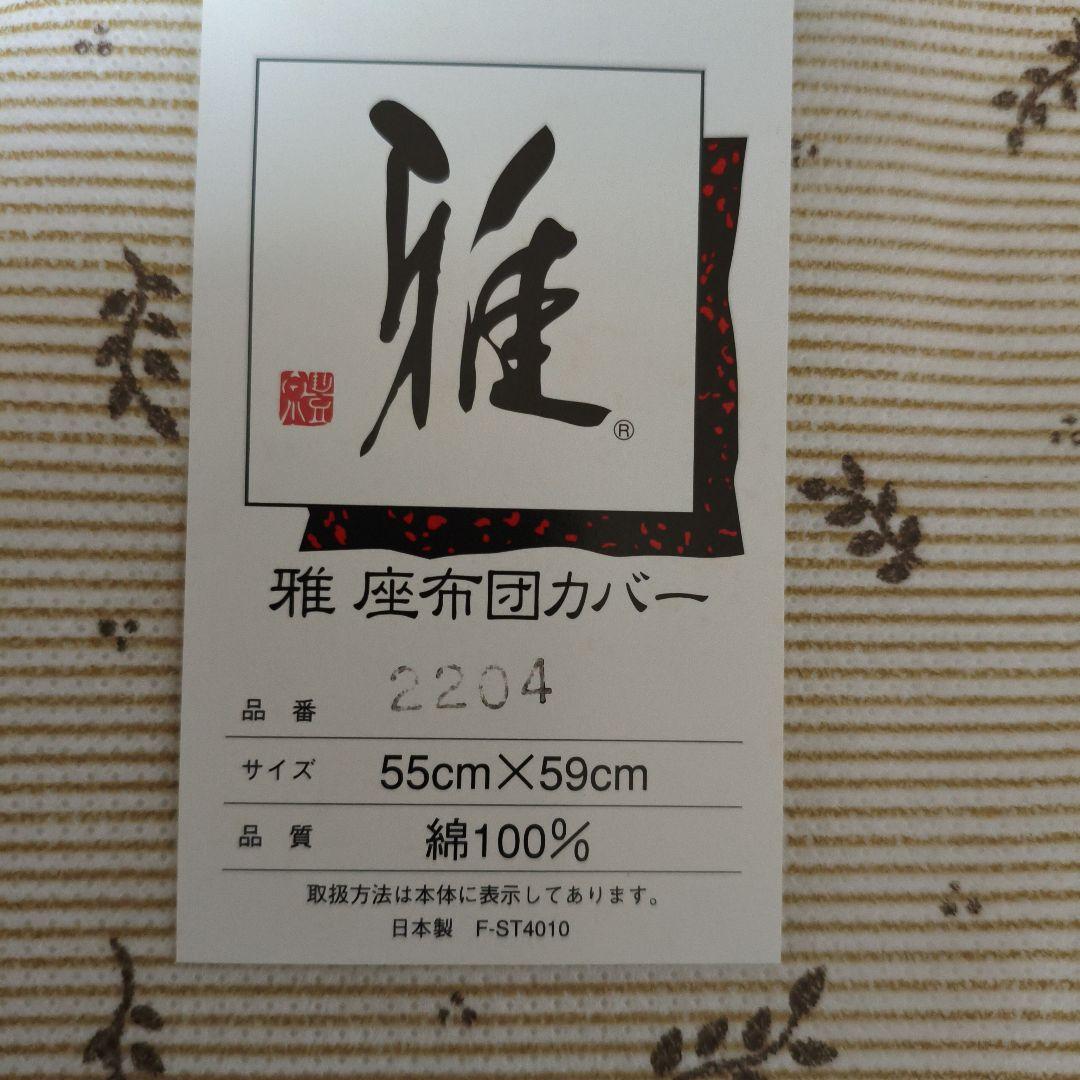 雅
®
雅 座布団カバー
品番 2204
サイズ 55cm×59cm
品質 綿100%
取扱方法は本体に表示してあります。
日本製 F-ST4010